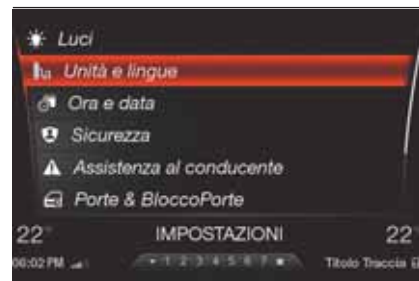 Luci
Unità e lingue
Ora e data
Sicurezza
Assistenza al conducente
Porte & BloccoPorte
22° IMPOSTAZIONI 22°
06:02 PM 1 2 3 4 5 6 7 Titolo Traccia